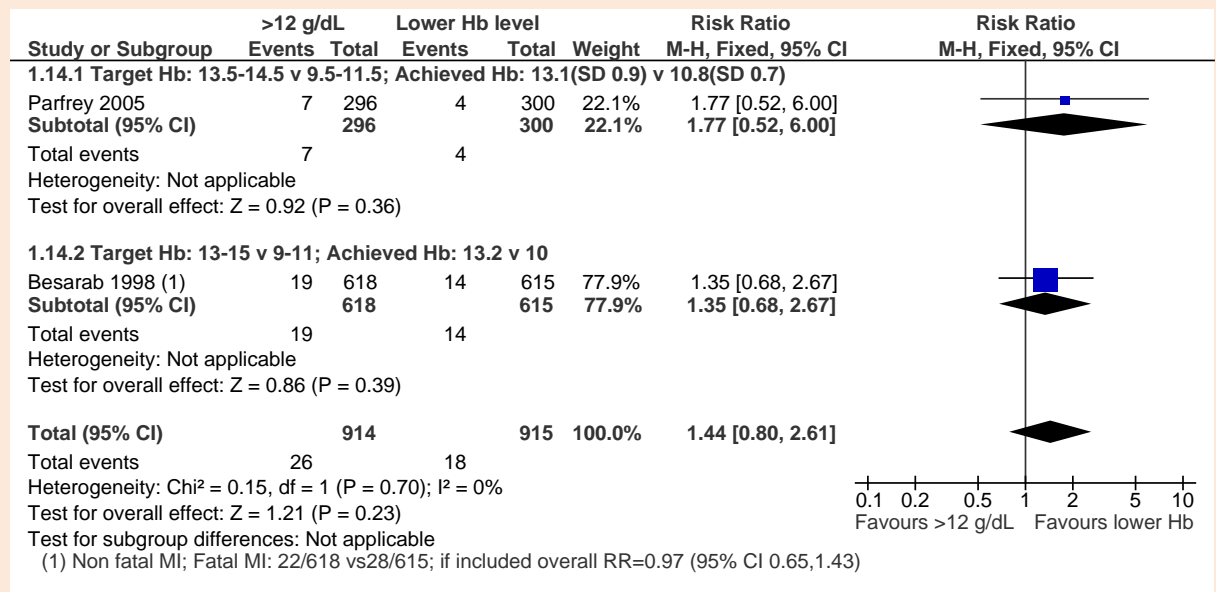 >12 g/dL Lower Hb level Risk Ratio Risk Ratio
Study or Subgroup Events Total Events Total Weight M-H, Fixed, 95% CI M-H, Fixed, 95% CI
1.14.1 Target Hb: 13.5-14.5 v 9.5-11.5; Achieved Hb: 13.1(SD 0.9) v 10.8(SD 0.7)
Parfrey 2005 7 296 4 300 22.1% 1.77 [0.52, 6.00]
Subtotal (95% CI) 296 300 22.1% 1.77 [0.52, 6.00]
Total events 7 4
Heterogeneity: Not applicable
Test for overall effect: Z = 0.92 (P = 0.36)
1.14.2 Target Hb: 13-15 v 9-11; Achieved Hb: 13.2 v 10
Besarab 1998 (1) 19 618 14 615 77.9% 1.35 [0.68, 2.67]
Subtotal (95% CI) 618 615 77.9% 1.35 [0.68, 2.67]
Total events 19 14
Heterogeneity: Not applicable
Test for overall effect: Z = 0.86 (P = 0.39)
Total (95% CI) 914 915 100.0% 1.44 [0.80, 2.61]
Total events 26 18
Heterogeneity: Chi² = 0.15, df = 1 (P = 0.70); I² = 0%
Test for overall effect: Z = 1.21 (P = 0.23)
Test for subgroup differences: Not applicable
0.1 0.2 0.5 1 2 5 10
Favours >12 g/dL Favours lower Hb
(1) Non fatal MI; Fatal MI: 22/618 vs28/615; if included overall RR=0.97 (95% CI 0.65,1.43)